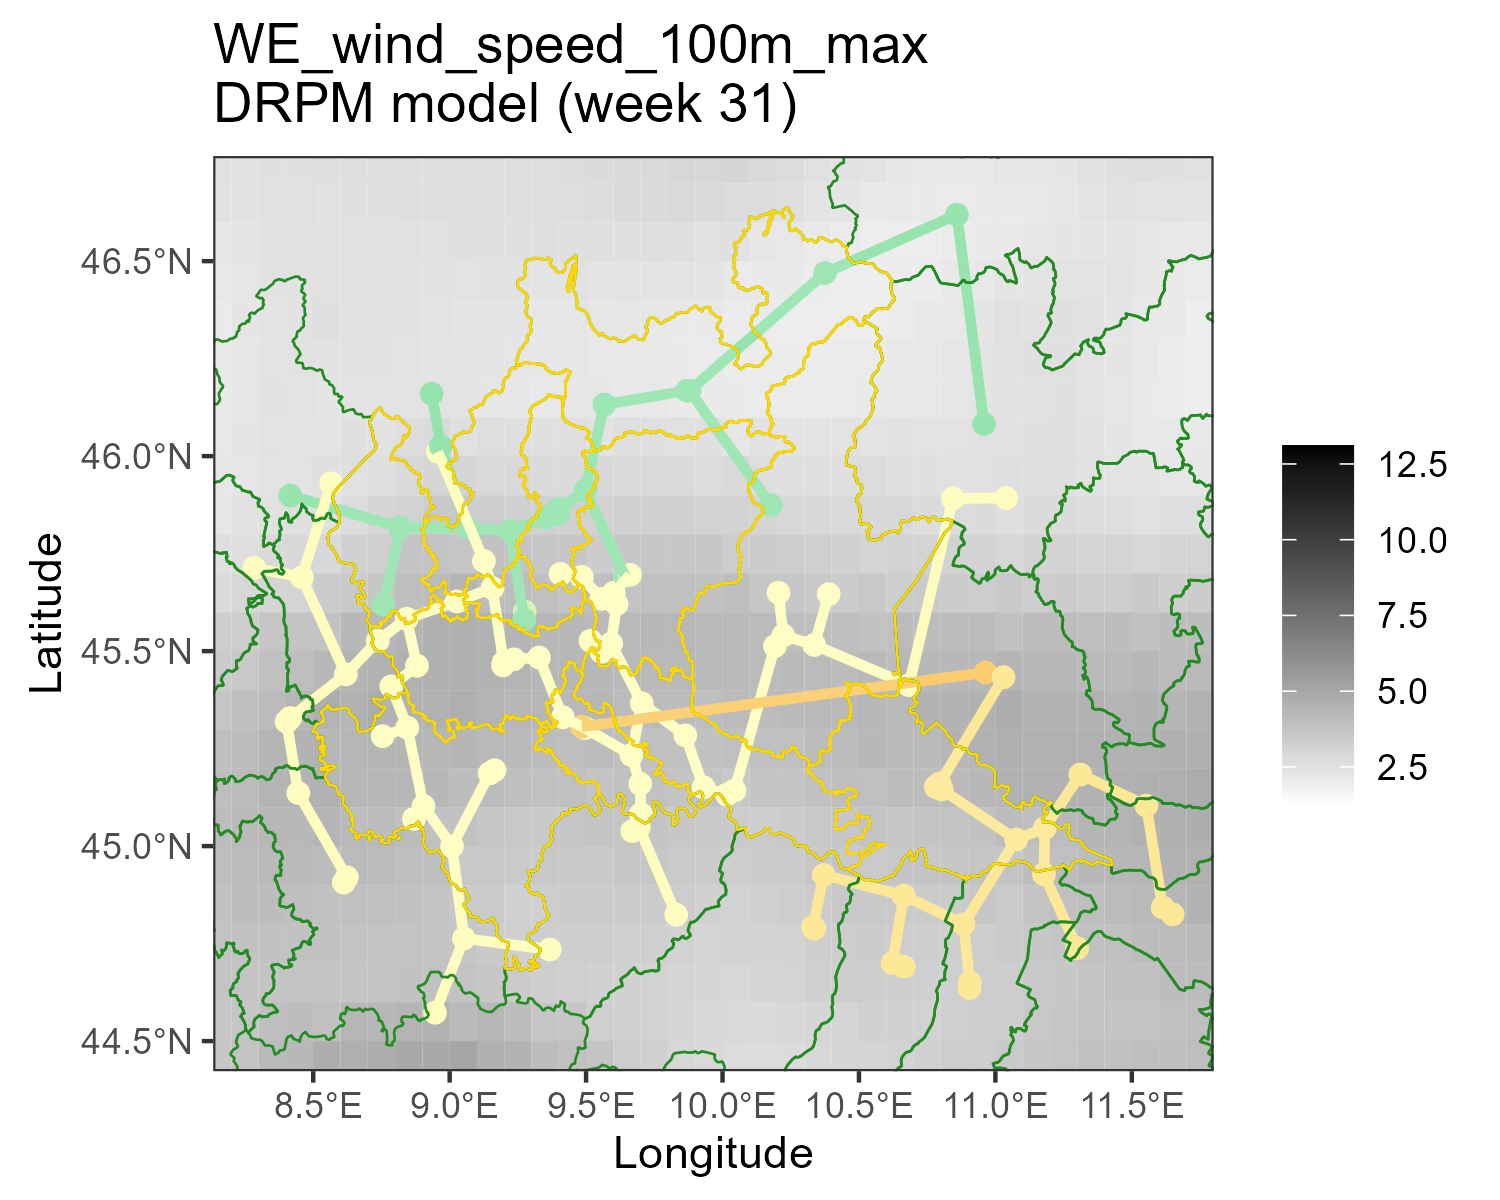 WE_wind_speed_100m_max
DRPM model (week 31)
46.5°N
46.0°N
45.5°N
45.0°N
44.5°N
Latitude
8.5°E 9.0°E 9.5°E 10.0°E 10.5°E 11.0°E 11.5°E
Longitude
12.5
10.0
7.5
5.0
2.5